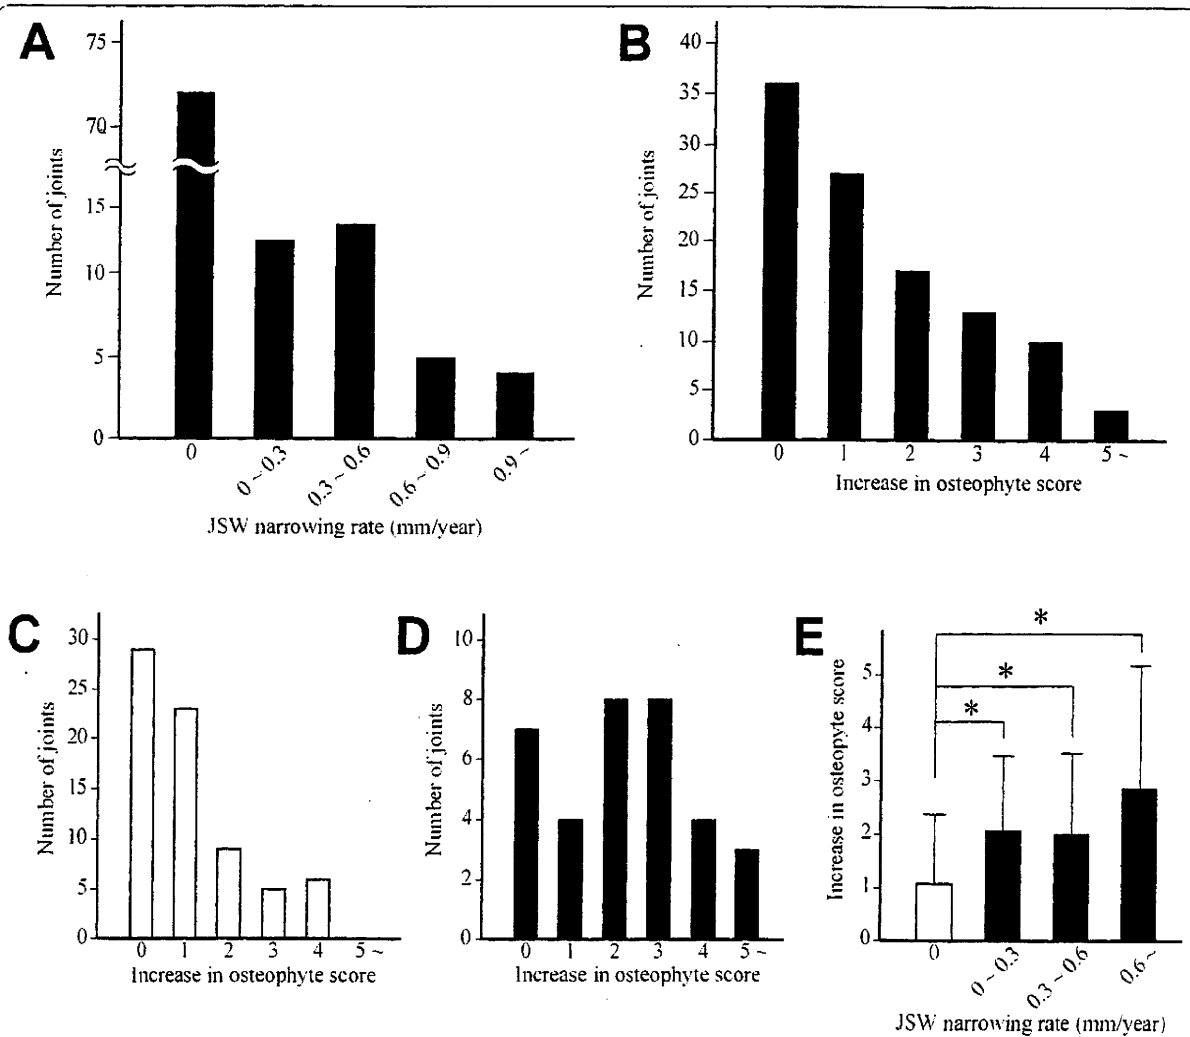 A
75
70
15
10
5
0
Number of joints
0
0 ~ 0.3
0.3 ~ 0.6
0.6 ~ 0.9
0.9 ~
JSW narrowing rate (mm/year)
B
40
35
30
25
20
15
10
5
0
Number of joints
0 1 2 3 4 5 ~
Increase in osteophyte score
C
30
25
20
15
10
5
0
Number of joints
0 1 2 3 4 5 ~
Increase in osteophyte score
D
10
8
6
4
2
0
Number of joints
0 1 2 3 4 5 ~
Increase in osteophyte score
E
5
4
3
2
1
0
Increase in osteopyte score
*
*
*
0
0 ~ 0.3
0.3 ~ 0.6
0.6 ~
JSW narrowing rate (mm/year)